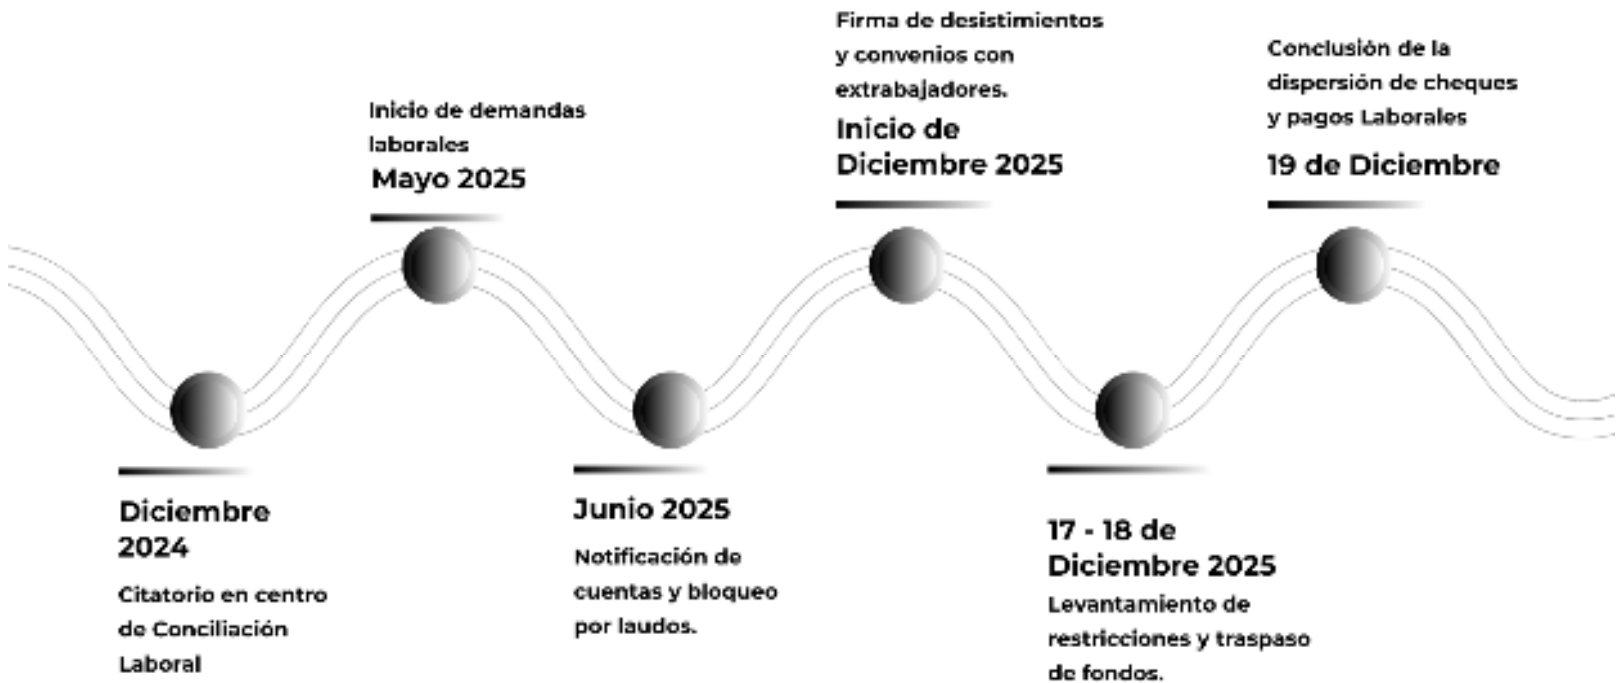 Diciembre
2024
Citatorio en centro
de Conciliación
Laboral
Inicio de demandas
laborales
Mayo 2025
Junio 2025
Notificación de
cuentas y bloqueo
por laudos.
Firma de desistimientos
y convenios con
extrabajadores.
Inicio de
Diciembre 2025
17 - 18 de
Diciembre 2025
Levantamiento de
restricciones y traspaso
de fondos.
Conclusión de la
dispersión de cheques
y pagos Laborales
19 de Diciembre